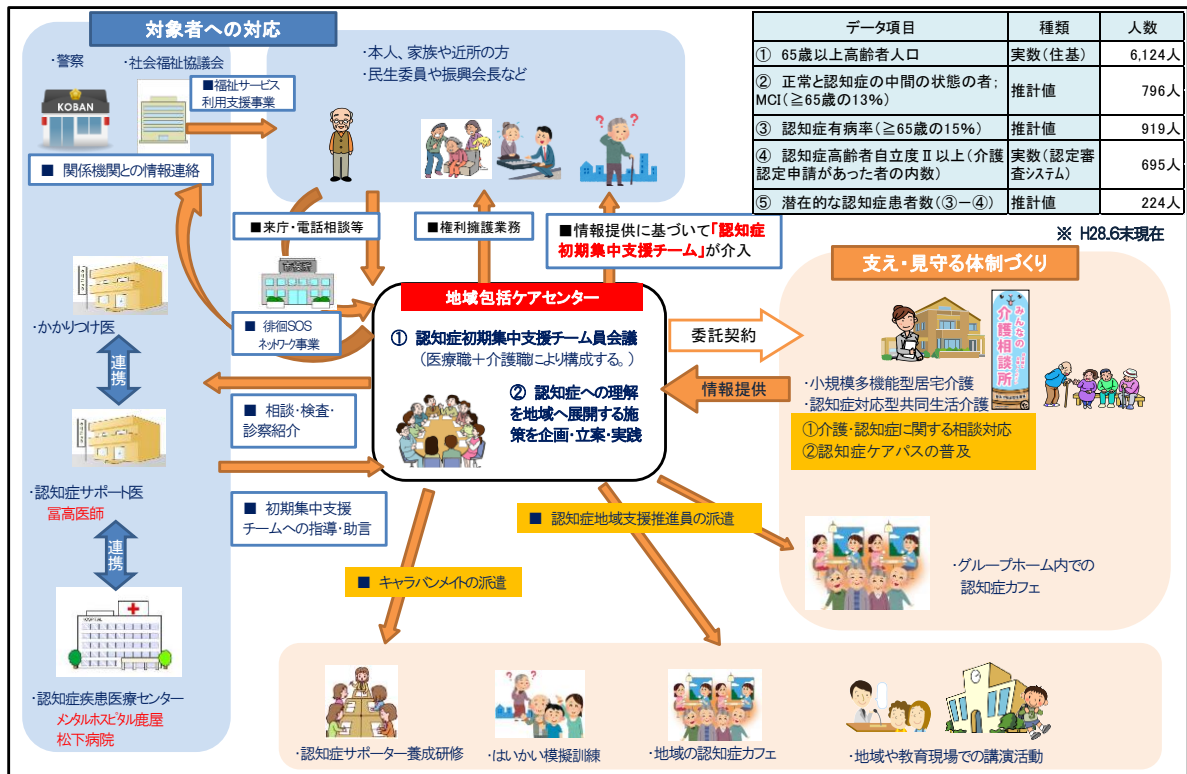 対象者への対応
・警察
・社会福祉協議会
KOBAN
■福祉サービス
利用支援事業
・本人、家族や近所の方
・民生委員や振興会長など
■ 関係機関との情報連絡
データ項目 種類 人数
① 65歳以上高齢者人口 実数(住基) 6,124人
② 正常と認知症の中間の状態の者;
MCI(≧65歳の13%) 推計値 796人
③ 認知症有病率(≧65歳の15%) 推計値 919人
④ 認知症高齢者自立度Ⅱ以上(介護
認定申請があった者の内数) 実数(認定審
査システム) 695人
⑤ 潜在的な認知症患者数(③-④) 推計値 224人
※ H28.6末現在
■来庁・電話相談等
■権利擁護業務
■情報提供に基づいて「認知症
初期集中支援チーム」が介入
・かかりつけ医
連携
■ 徘徊SOS
ネットワーク事業
■ 相談・検査・
診察紹介
・認知症サポート医
冨高医師
■ 初期集中支援
チームへの指導・助言
連携
HOSPITAL
・認知症疾患医療センター
メンタルホスピタル鹿屋
松下病院
地域包括ケアセンター
① 認知症初期集中支援チーム員会議
(医療職+介護職により構成する。)
② 認知症への理解
を地域へ展開する施
策を企画・立案・実践
委託契約
情報提供
支え・見守る体制づくり
みんなの
介護相談所
・小規模多機能型居宅介護
・認知症対応型共同生活介護
①介護・認知症に関する相談対応
②認知症ケアパスの普及
■ 認知症地域支援推進員の派遣
・グループホーム内での
認知症カフェ
■ キャラバンメイトの派遣
・認知症サポーター養成研修
・はいかい模擬訓練
・地域の認知症カフェ
・地域や教育現場での講演活動